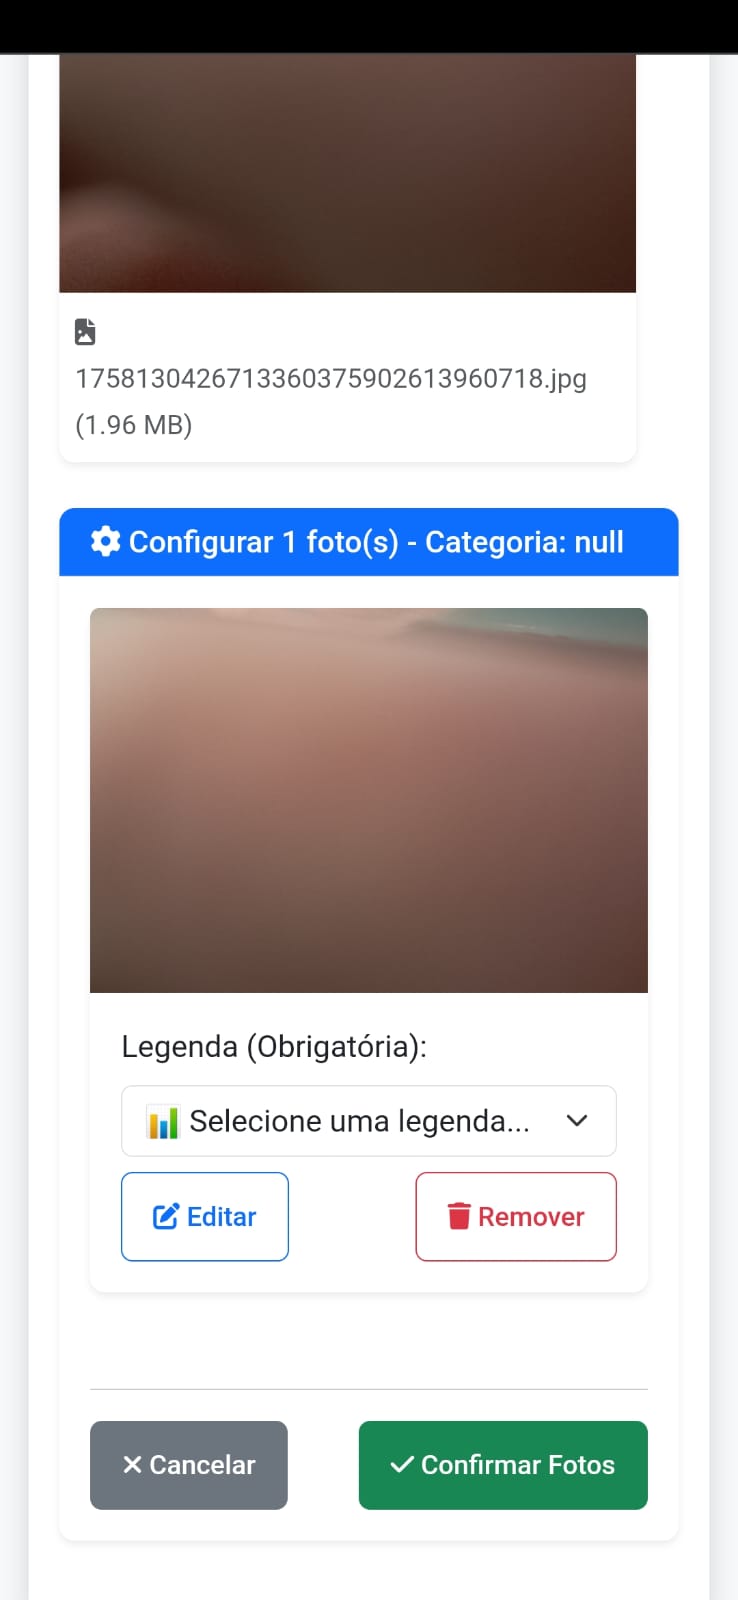 1758130426713360375902613960718.jpg
(1.96 MB)
Configurar 1 foto(s) - Categoria: null
Legenda (Obrigatória):
Selecione uma legenda...
Editar
Remover
Cancelar
Confirmar Fotos